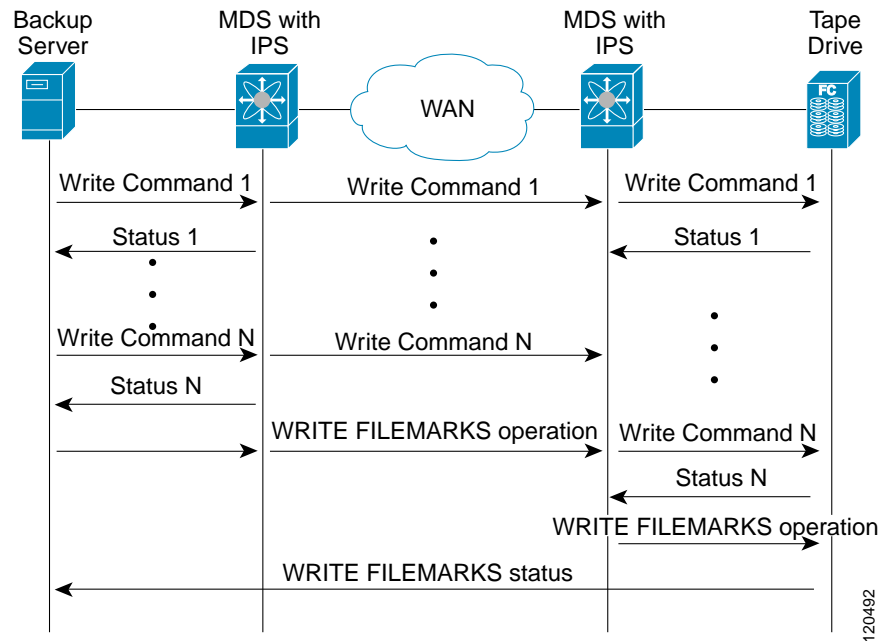 Backup
Server
MDS with
IPS
MDS with
IPS
Tape
Drive
FC
WAN
Write Command 1
Write Command 1
Write Command 1
Status 1
Status 1
Write Command N
Write Command N
Status N
WRITE FILEMARKS operation
Write Command N
Status N
WRITE FILEMARKS operation
WRITE FILEMARKS status
120492